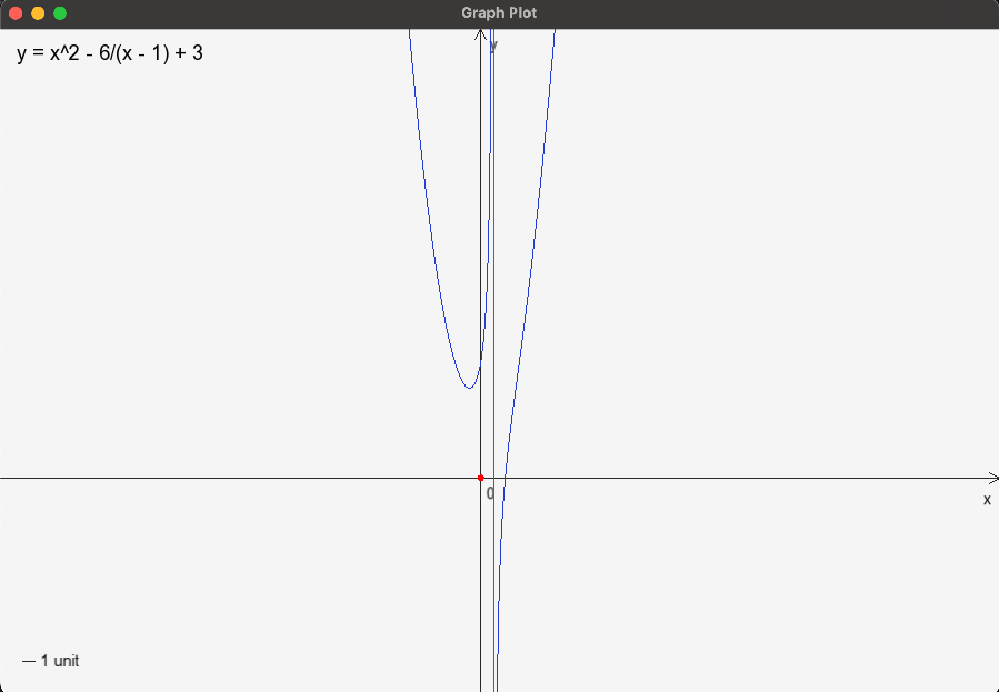 Graph Plot
y = x^2 - 6/(x - 1) + 3
y
0
x
1 unit